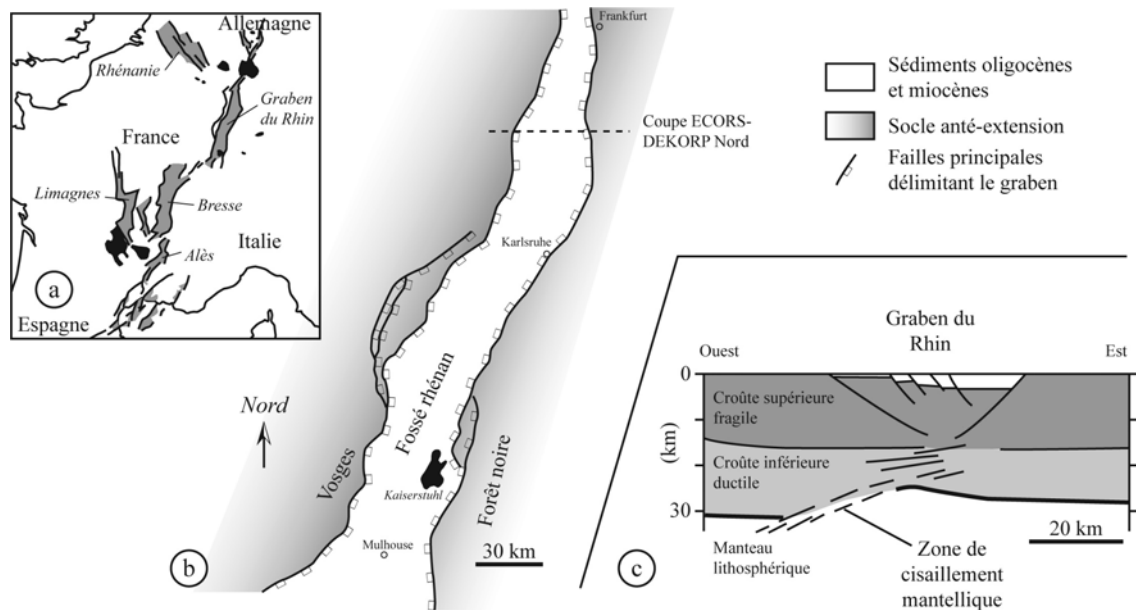 a
Allemagne
Rhénanie
Graben
du Rhin
France
Limagnes
Bresse
Italie
Alès
Espagne
b
Frankfurt
Coupe ECORS-
DEKORP Nord
Karlsruhe
Nord
Vosges
Fossé rhénan
Forêt noire
Kaiserstuhl
Mulhouse
30 km
Sédiments oligocènes
et miocènes
Socle anté-extension
Failles principales
délimitant le graben
c
Graben du
Rhin
Ouest
Est
0
(km)
30
Croûte supérieure
fragile
Croûte inférieure
ductile
20 km
Manteau
lithosphérique
Zone de
cisaillement
mantellique